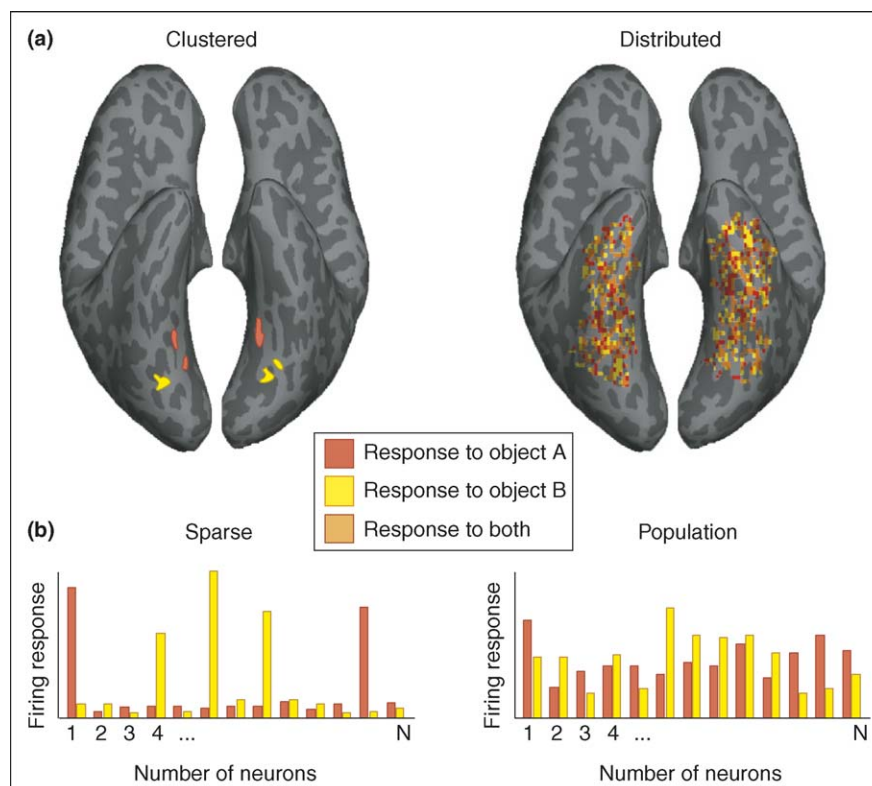 (a)
Clustered
Distributed
Response to object A
Response to object B
Response to both
(b)
Sparse
Population
Firing response
1 2 3 4 ... N
Number of neurons
Firing response
1 2 3 4 ... N
Number of neurons